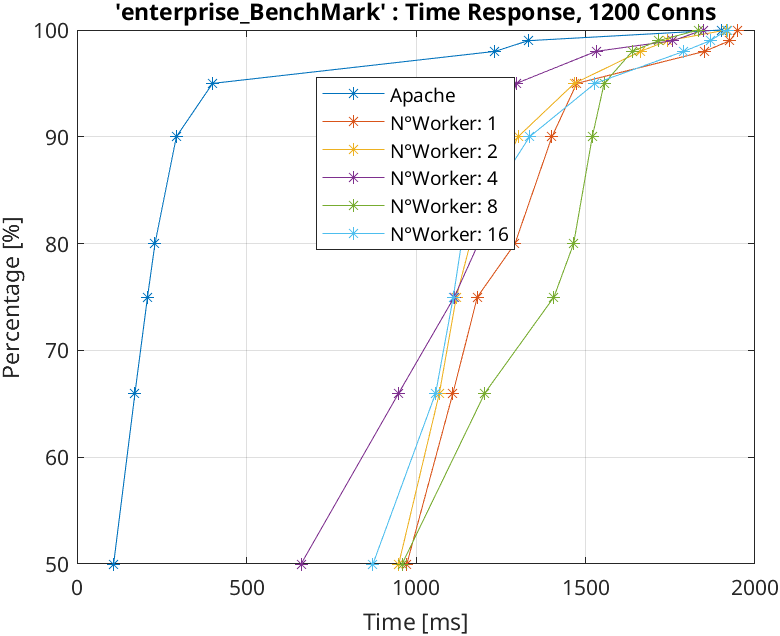 'enterprise_BenchMark' : Time Response, 1200 Conns
100
90
80
70
60
50
Percentage [%]
Apache
N°Worker: 1
N°Worker: 2
N°Worker: 4
N°Worker: 8
N°Worker: 16
0 500 1000 1500 2000
Time [ms]